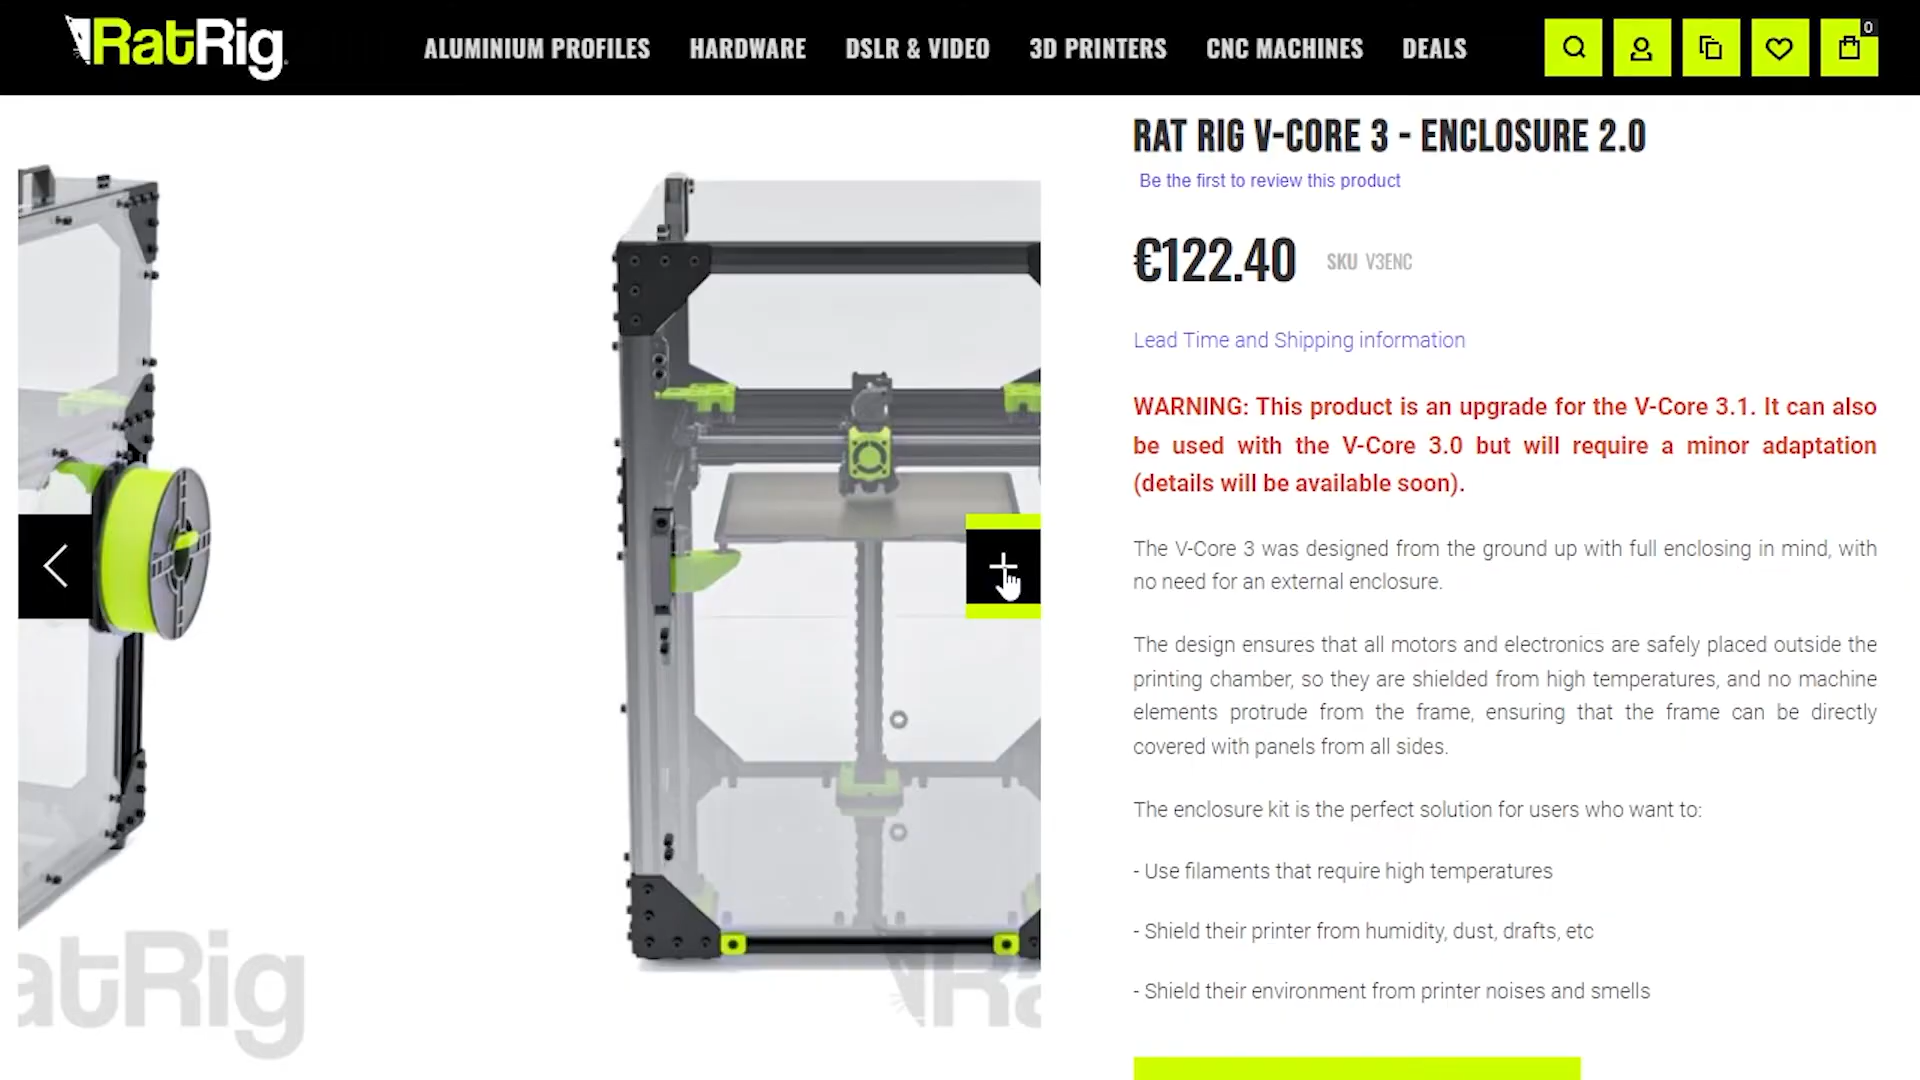 RatRig
ALUMINIUM PROFILES HARDWARE DSLR & VIDEO 3D PRINTERS CNC MACHINES DEALS
0
RAT RIG V-CORE 3 - ENCLOSURE 2.0
Be the first to review this product
€122.40 SKU V3ENC
Lead Time and Shipping information
WARNING: This product is an upgrade for the V-Core 3.1. It can also
be used with the V-Core 3.0 but will require a minor adaptation
(details will be available soon).
The V-Core 3 was designed from the ground up with full enclosing in mind, with
no need for an external enclosure.
The design ensures that all motors and electronics are safely placed outside the
printing chamber, so they are shielded from high temperatures, and no machine
elements protrude from the frame, ensuring that the frame can be directly
covered with panels from all sides.
The enclosure kit is the perfect solution for users who want to:
- Use filaments that require high temperatures
- Shield their printer from humidity, dust, drafts, etc
- Shield their environment from printer noises and smells
atRig
Ra